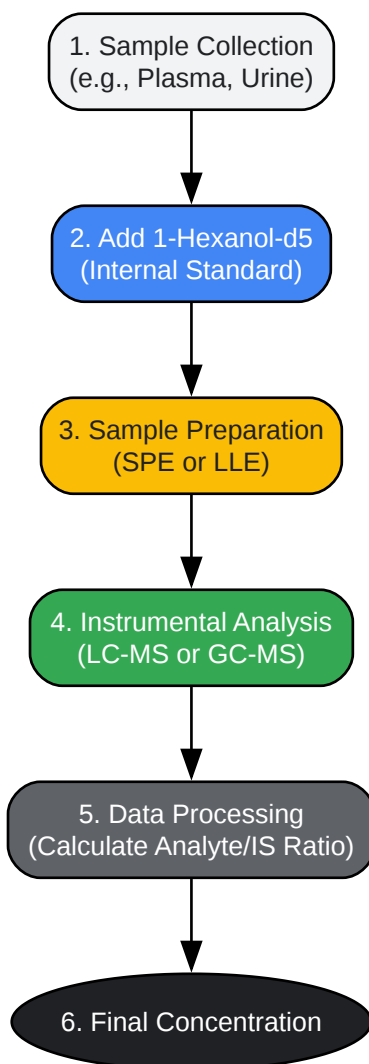 1. Sample Collection
(e.g., Plasma, Urine)
2. Add 1-Hexanol-d5
(Internal Standard)
3. Sample Preparation
(SPE or LLE)
4. Instrumental Analysis
(LC-MS or GC-MS)
5. Data Processing
(Calculate Analyte/IS Ratio)
6. Final Concentration